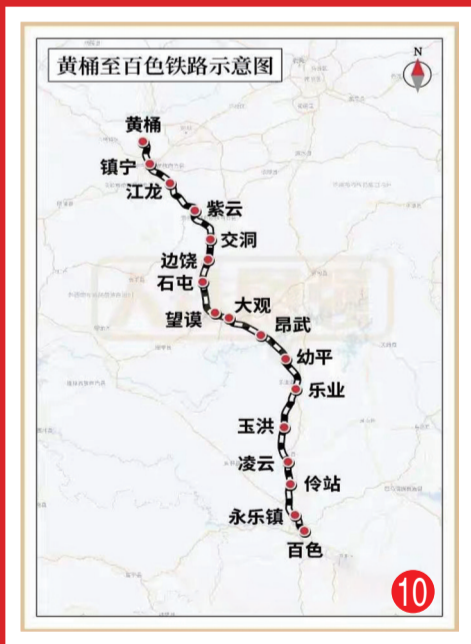 黄桶至百色铁路示意图
N
黄桶
镇宁
江龙
紫云
交洞
边饶
石屯
望谟
大观
昂武
幼平
乐业
玉洪
凌云
伶站
永乐镇
百色
10